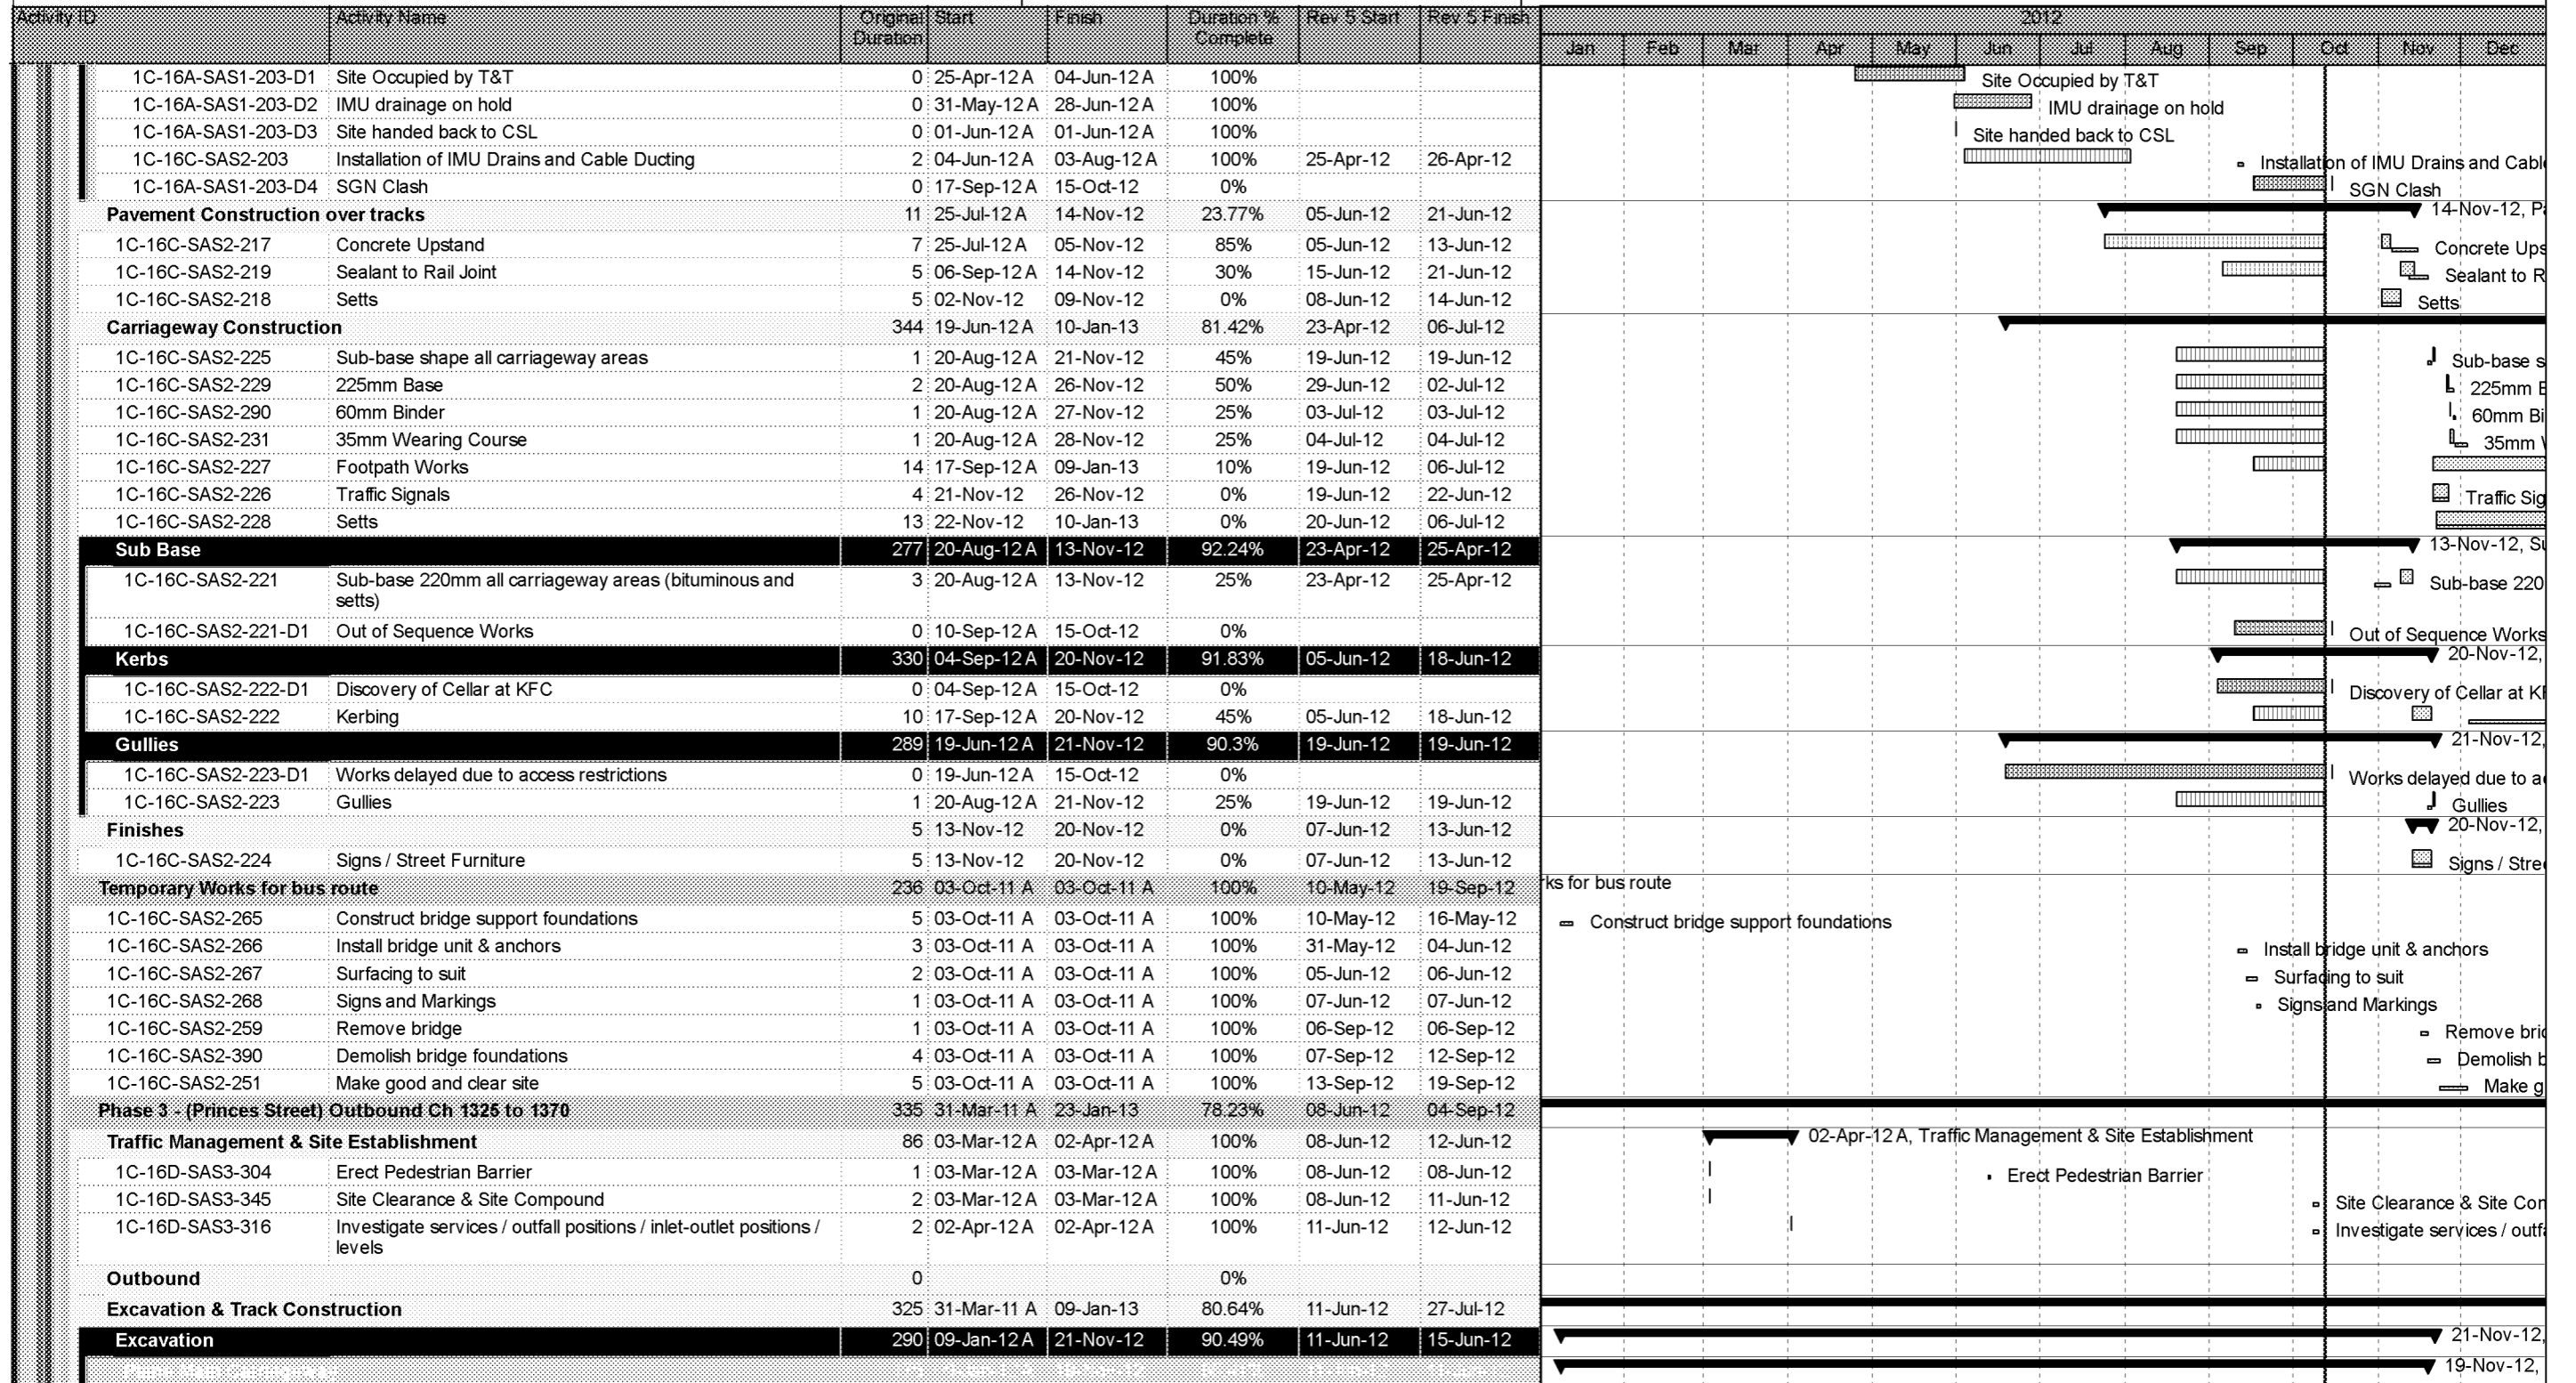 Activity ID Activity Name Original Duration Start Finish Duration % Complete Rev 5 Start Rev 5 Finish 2012
Jan Feb Mar Apr May Jun Jul Aug Sep Oct Nov Dec
1C-16A-SAS1-203-D1 Site Occupied by T&T 0 25-Apr-12 A 04-Jun-12 A 100% Site Occupied by T&T
1C-16A-SAS1-203-D2 IMU drainage on hold 0 31-May-12 A 28-Jun-12 A 100% IMU drainage on hold
1C-16A-SAS1-203-D3 Site handed back to CSL 0 01-Jun-12 A 01-Jun-12 A 100% Site handed back to CSL
1C-16C-SAS2-203 Installation of IMU Drains and Cable Ducting 2 04-Jun-12 A 03-Aug-12 A 100% 25-Apr-12 26-Apr-12 Installation of IMU Drains and Cable
1C-16A-SAS1-203-D4 SGN Clash 0 17-Sep-12 A 15-Oct-12 0% SGN Clash
Pavement Construction over tracks 11 25-Jul-12 A 14-Nov-12 23.77% 05-Jun-12 21-Jun-12 14-Nov-12, Pa
1C-16C-SAS2-217 Concrete Upstand 7 25-Jul-12 A 05-Nov-12 85% 05-Jun-12 13-Jun-12 Concrete Ups
1C-16C-SAS2-219 Sealant to Rail Joint 5 06-Sep-12 A 14-Nov-12 30% 15-Jun-12 21-Jun-12 Sealant to R
1C-16C-SAS2-218 Setts 5 02-Nov-12 09-Nov-12 0% 08-Jun-12 14-Jun-12 Setts
Carriageway Construction 344 19-Jun-12 A 10-Jan-13 81.42% 23-Apr-12 06-Jul-12
1C-16C-SAS2-225 Sub-base shape all carriageway areas 1 20-Aug-12 A 21-Nov-12 45% 19-Jun-12 19-Jun-12 Sub-base s
1C-16C-SAS2-229 225mm Base 2 20-Aug-12 A 26-Nov-12 50% 29-Jun-12 02-Jul-12 225mm B
1C-16C-SAS2-290 60mm Binder 1 20-Aug-12 A 27-Nov-12 25% 03-Jul-12 03-Jul-12 60mm Bi
1C-16C-SAS2-231 35mm Wearing Course 1 20-Aug-12 A 28-Nov-12 25% 04-Jul-12 04-Jul-12 35mm W
1C-16C-SAS2-227 Footpath Works 14 17-Sep-12 A 09-Jan-13 10% 19-Jun-12 06-Jul-12
1C-16C-SAS2-226 Traffic Signals 4 21-Nov-12 26-Nov-12 0% 19-Jun-12 22-Jun-12 Traffic Sig
1C-16C-SAS2-228 Setts 13 22-Nov-12 10-Jan-13 0% 20-Jun-12 06-Jul-12
Sub Base 277 20-Aug-12 A 13-Nov-12 92.24% 23-Apr-12 25-Apr-12 13-Nov-12, Su
1C-16C-SAS2-221 Sub-base 220mm all carriageway areas (bituminous and setts) 3 20-Aug-12 A 13-Nov-12 25% 23-Apr-12 25-Apr-12 Sub-base 220
1C-16C-SAS2-221-D1 Out of Sequence Works 0 10-Sep-12 A 15-Oct-12 0% Out of Sequence Works
Kerbs 330 04-Sep-12 A 20-Nov-12 91.83% 05-Jun-12 18-Jun-12 20-Nov-12,
1C-16C-SAS2-222-D1 Discovery of Cellar at KFC 0 04-Sep-12 A 15-Oct-12 0% Discovery of Cellar at KF
1C-16C-SAS2-222 Kerbing 10 17-Sep-12 A 20-Nov-12 45% 05-Jun-12 18-Jun-12
Gullies 289 19-Jun-12 A 21-Nov-12 90.3% 19-Jun-12 19-Jun-12 21-Nov-12,
1C-16C-SAS2-223-D1 Works delayed due to access restrictions 0 19-Jun-12 A 15-Oct-12 0% Works delayed due to a
1C-16C-SAS2-223 Gullies 1 20-Aug-12 A 21-Nov-12 25% 19-Jun-12 19-Jun-12 Gullies
Finishes 5 13-Nov-12 20-Nov-12 0% 07-Jun-12 13-Jun-12 20-Nov-12,
1C-16C-SAS2-224 Signs / Street Furniture 5 13-Nov-12 20-Nov-12 0% 07-Jun-12 13-Jun-12 Signs / Stre
Temporary Works for bus route 236 03-Oct-11 A 03-Oct-11 A 100% 10-May-12 19-Sep-12 rks for bus route
1C-16C-SAS2-265 Construct bridge support foundations 5 03-Oct-11 A 03-Oct-11 A 100% 10-May-12 16-May-12 Construct bridge support foundations
1C-16C-SAS2-266 Install bridge unit & anchors 3 03-Oct-11 A 03-Oct-11 A 100% 31-May-12 04-Jun-12 Install bridge unit & anchors
1C-16C-SAS2-267 Surfacing to suit 2 03-Oct-11 A 03-Oct-11 A 100% 05-Jun-12 06-Jun-12 Surfacing to suit
1C-16C-SAS2-268 Signs and Markings 1 03-Oct-11 A 03-Oct-11 A 100% 07-Jun-12 07-Jun-12 Signs and Markings
1C-16C-SAS2-259 Remove bridge 1 03-Oct-11 A 03-Oct-11 A 100% 06-Sep-12 06-Sep-12 Remove brid
1C-16C-SAS2-390 Demolish bridge foundations 4 03-Oct-11 A 03-Oct-11 A 100% 07-Sep-12 12-Sep-12 Demolish b
1C-16C-SAS2-251 Make good and clear site 5 03-Oct-11 A 03-Oct-11 A 100% 13-Sep-12 19-Sep-12 Make g
Phase 3 - (Princes Street) Outbound Ch 1325 to 1370 335 31-Mar-11 A 23-Jan-13 78.23% 08-Jun-12 04-Sep-12
Traffic Management & Site Establishment 86 03-Mar-12 A 02-Apr-12 A 100% 08-Jun-12 12-Jun-12 02-Apr-12 A, Traffic Management & Site Establishment
1C-16D-SAS3-304 Erect Pedestrian Barrier 1 03-Mar-12 A 03-Mar-12 A 100% 08-Jun-12 08-Jun-12 Erect Pedestrian Barrier
1C-16D-SAS3-345 Site Clearance & Site Compound 2 03-Mar-12 A 03-Mar-12 A 100% 08-Jun-12 11-Jun-12 Site Clearance & Site Con
1C-16D-SAS3-316 Investigate services / outfall positions / inlet-outlet positions / levels 2 02-Apr-12 A 02-Apr-12 A 100% 11-Jun-12 12-Jun-12 Investigate services / outfa
Outbound 0 0%
Excavation & Track Construction 325 31-Mar-11 A 09-Jan-13 80.64% 11-Jun-12 27-Jul-12
Excavation 290 09-Jan-12 A 21-Nov-12 90.49% 11-Jun-12 15-Jun-12 21-Nov-12,
19-Nov-12,